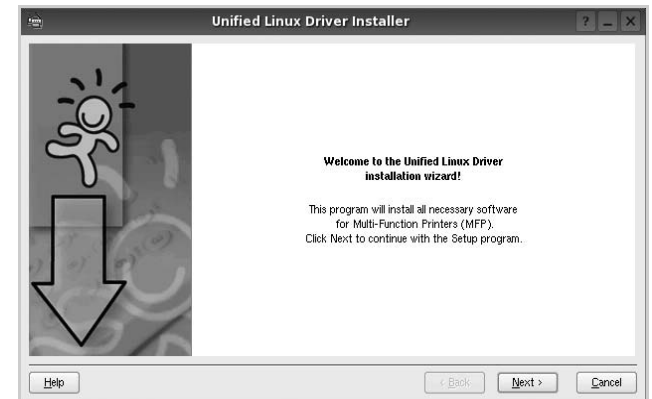 Unified Linux Driver Installer
? _ X
Welcome to the Unified Linux Driver
installation wizard!
This program will install all necessary software
for Multi-Function Printers (MFP).
Click Next to continue with the Setup program.
Help
< Back
Next >
Cancel